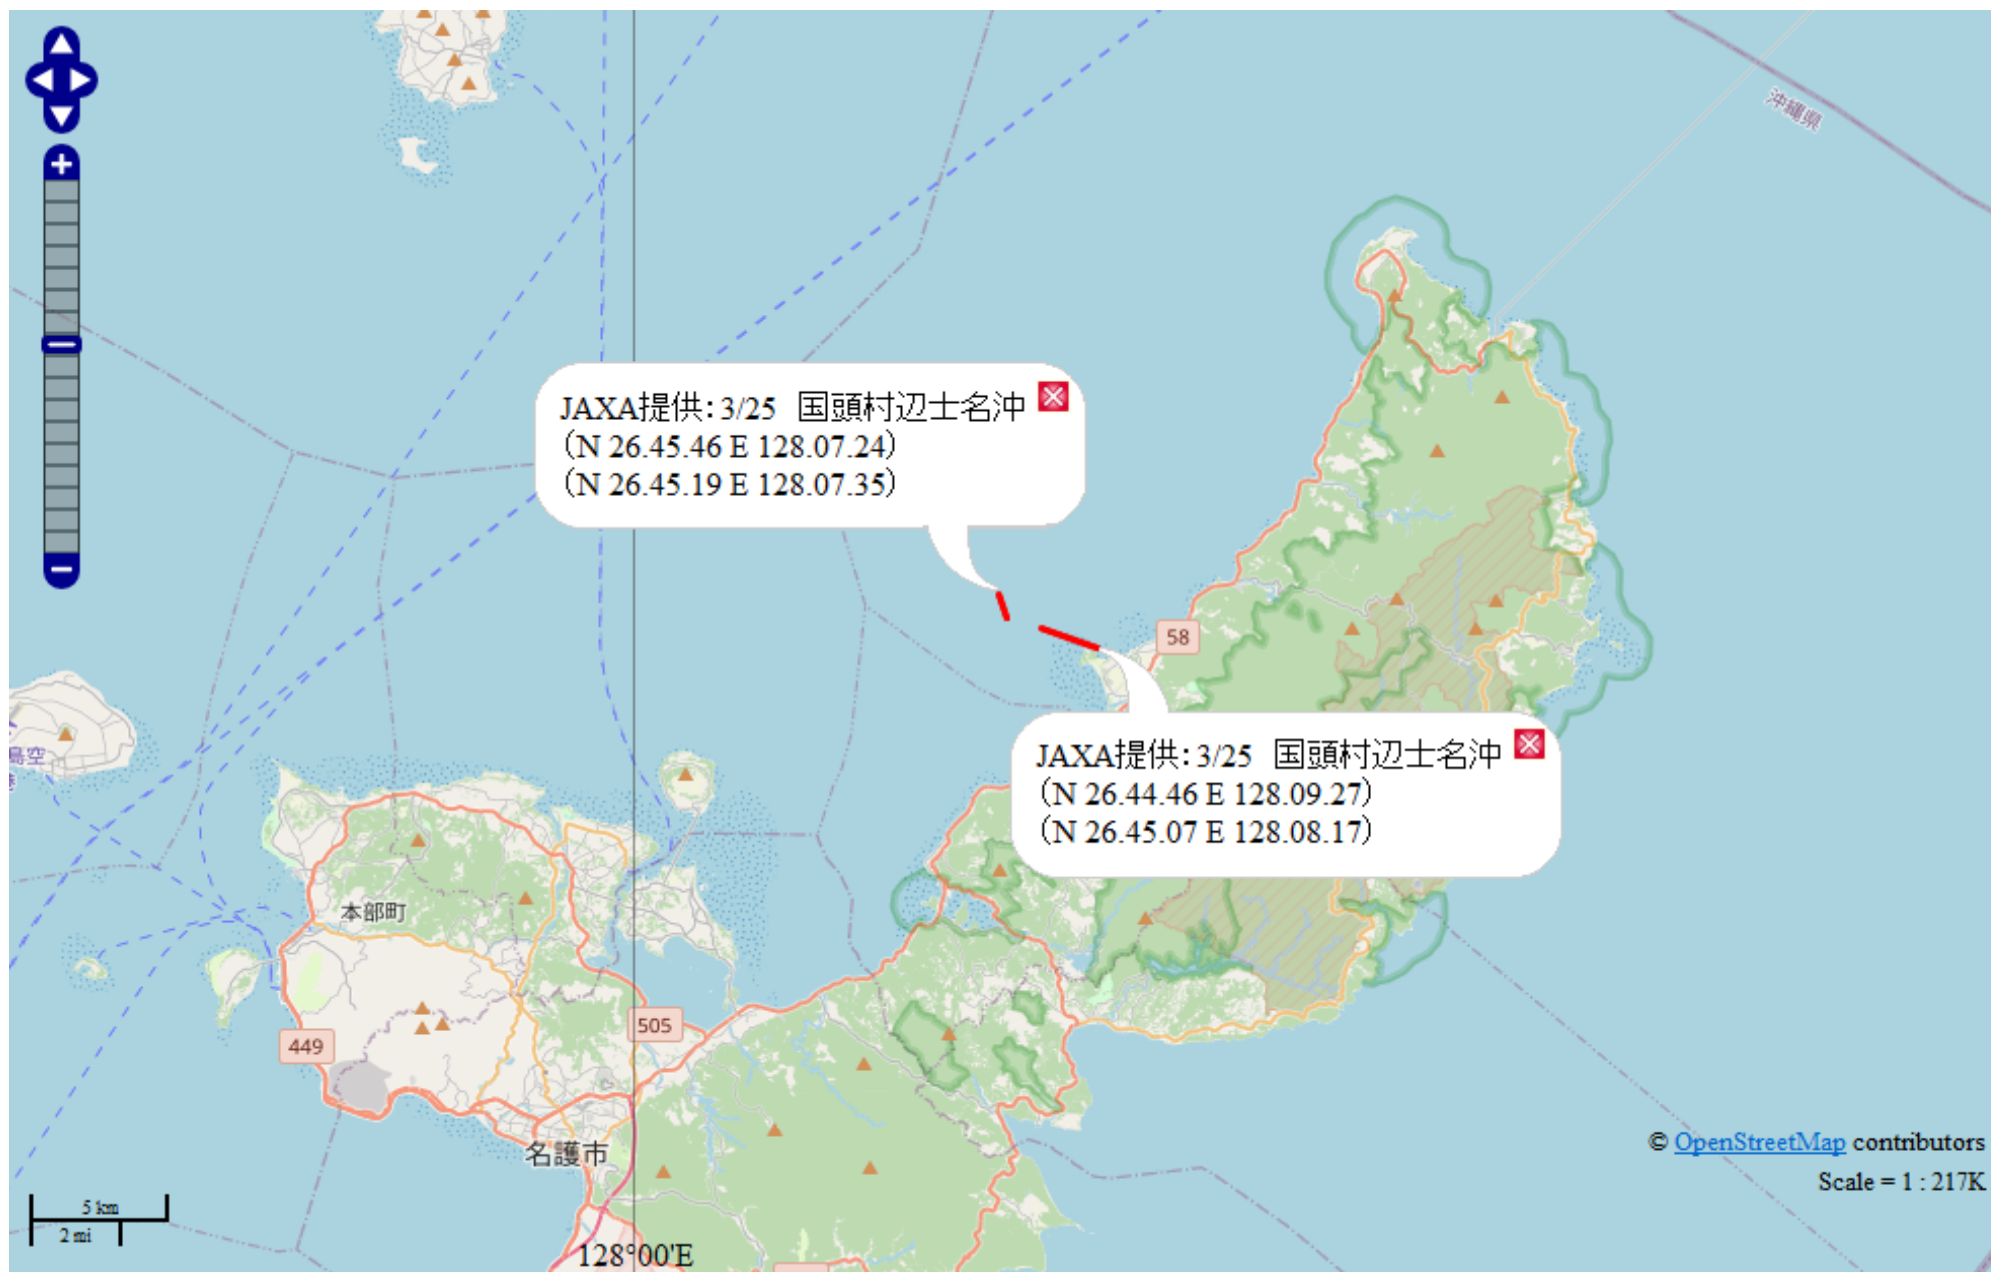 沖縄県
JAXA提供：3/25　国頭村辺士名沖
（N 26.45.46 E 128.07.24）
（N 26.45.19 E 128.07.35）
58
JAXA提供：3/25　国頭村辺士名沖
（N 26.44.46 E 128.09.27）
（N 26.45.07 E 128.08.17）
島空
港
本部町
505
449
名護市
© OpenStreetMap contributors
Scale = 1 : 217K
5 km
2 mi
128°00'E